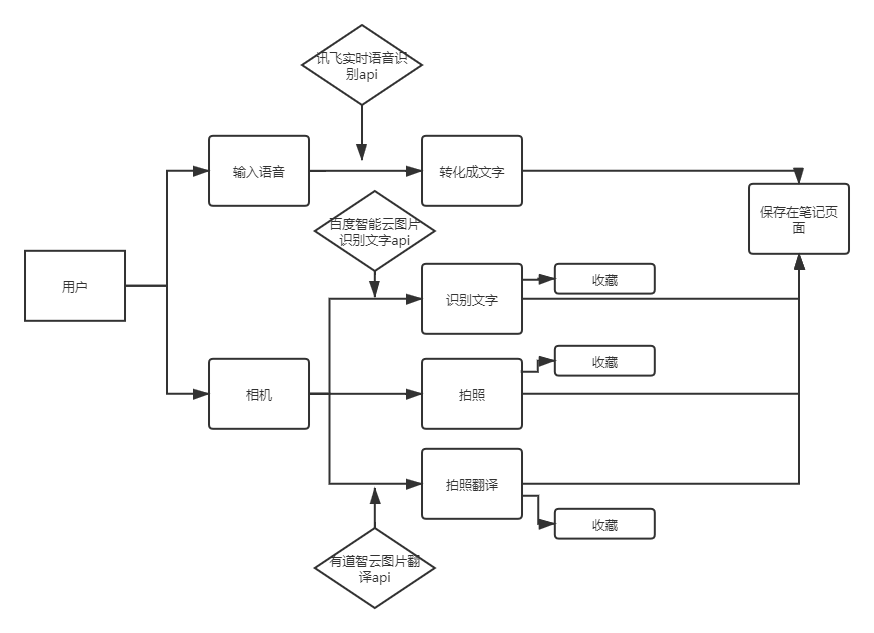 讯飞实时语音识
别api
输入语音
转化成文字
保存在笔记页
面
百度智能云图片
识别文字api
用户
识别文字
收藏
相机
拍照
收藏
拍照翻译
收藏
有道智云图片翻
译api